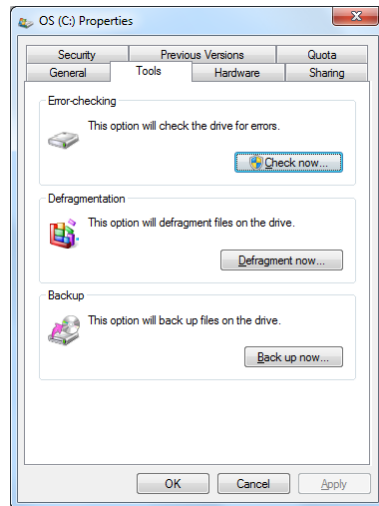 OS (C:) Properties
Security Previous Versions Quota
General Tools Hardware Sharing
Error-checking
This option will check the drive for errors.
Check now...
Defragmentation
This option will defragment files on the drive.
Defragment now...
Backup
This option will back up files on the drive.
Back up now...
OK Cancel Apply